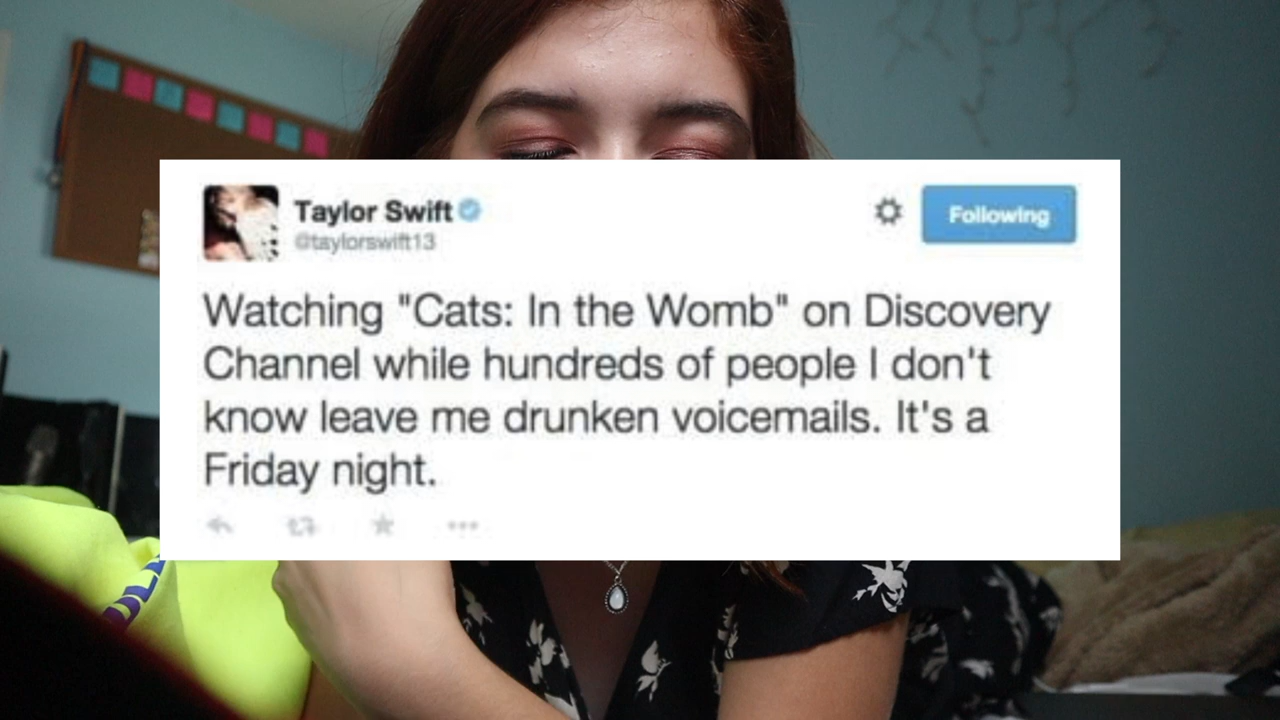 Taylor Swift
@taylorswift13
Following
Watching "Cats: In the Womb" on Discovery
Channel while hundreds of people I don't
know leave me drunken voicemails. It's a
Friday night.